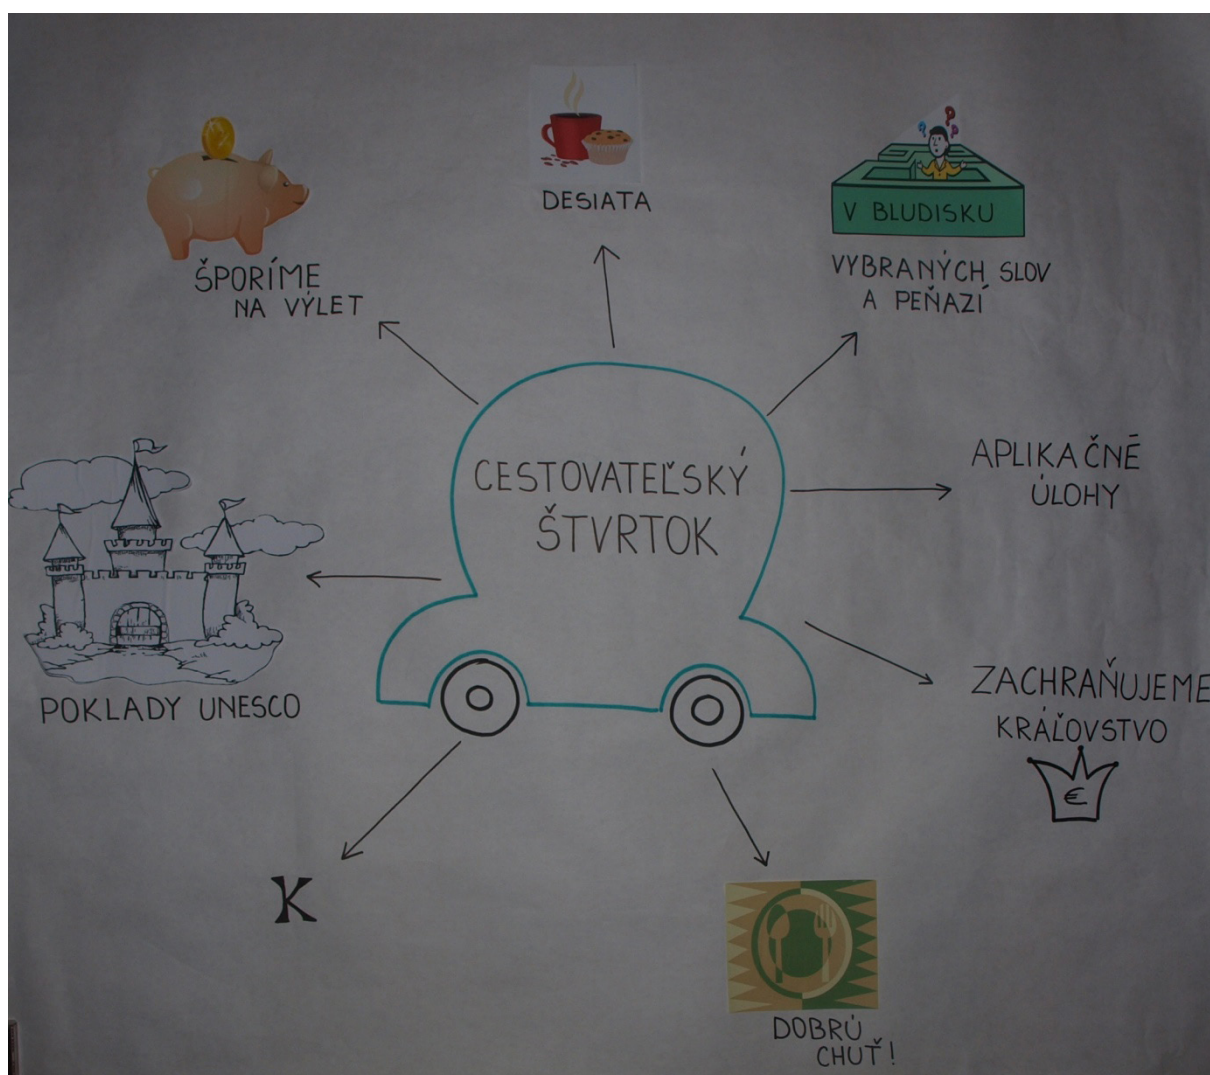 DESIATA
V BLUDISKU
VYBRANÝCH SLOV
A PEŇAZÍ
ŠPORÍME
NA VÝLET
CESTOVATEĽSKÝ
ŠTVRTOK
APLIKAČNÉ
ÚLOHY
POKLADY UNESCO
ZACHRAŇUJEME
KRÁĽOVSTVO
€
K
DOBRÚ
CHUŤ!